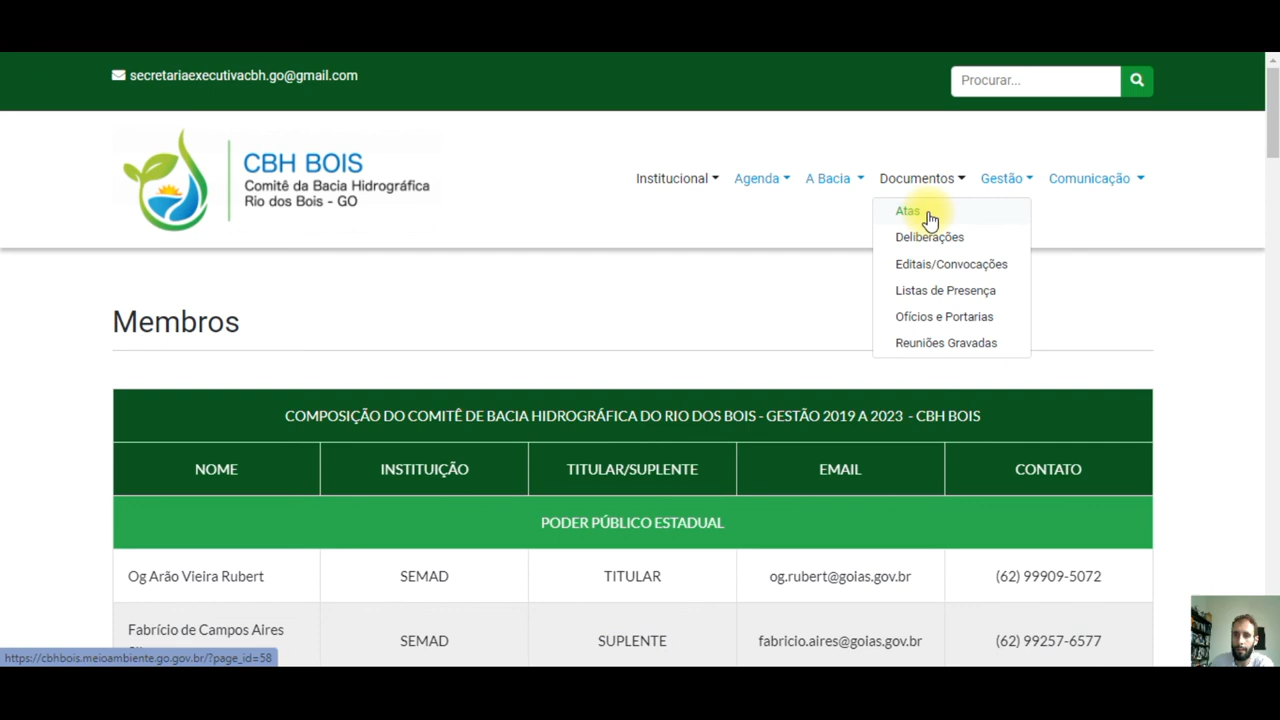 secretariaexecutivacbh.go@gmail.com
Procurar...
CBH BOIS
Comitê da Bacia Hidrográfica
Rio dos Bois - GO
Institucional Agenda A Bacia Documentos Gestão Comunicação
Atas
Deliberações
Editais/Convocações
Listas de Presença
Ofícios e Portarias
Reuniões Gravadas
Membros
COMPOSIÇÃO DO COMITÊ DE BACIA HIDROGRÁFICA DO RIO DOS BOIS - GESTÃO 2019 A 2023 - CBH BOIS
NOME INSTITUIÇÃO TITULAR/SUPLENTE EMAIL CONTATO
PODER PÚBLICO ESTADUAL
Og Arão Vieira Rubert SEMAD TITULAR og.rubert@goias.gov.br (62) 99909-5072
Fabrício de Campos Aires SEMAD SUPLENTE fabricio.aires@goias.gov.br (62) 99257-6577
https://cbhbois.meioambiente.go.gov.br/?page_id=58